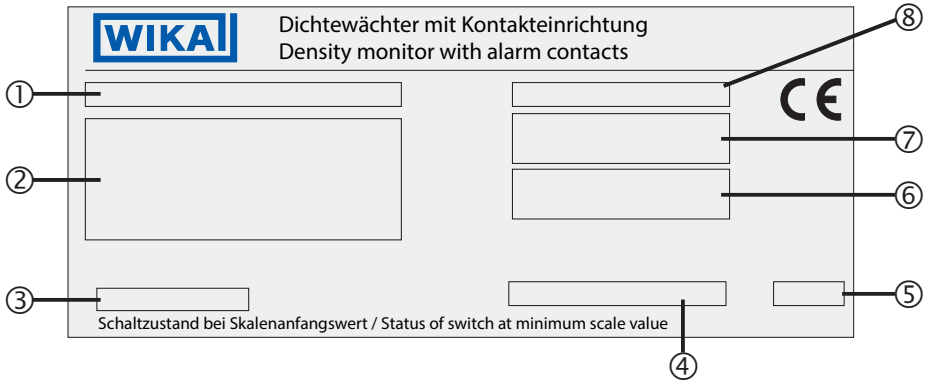 WIKA
Dichtewächter mit Kontakteinrichtung
Density monitor with alarm contacts
⑧
①
CE
⑦
②
⑥
③
⑤
Schaltzustand bei Skalenanfangswert / Status of switch at minimum scale value
④